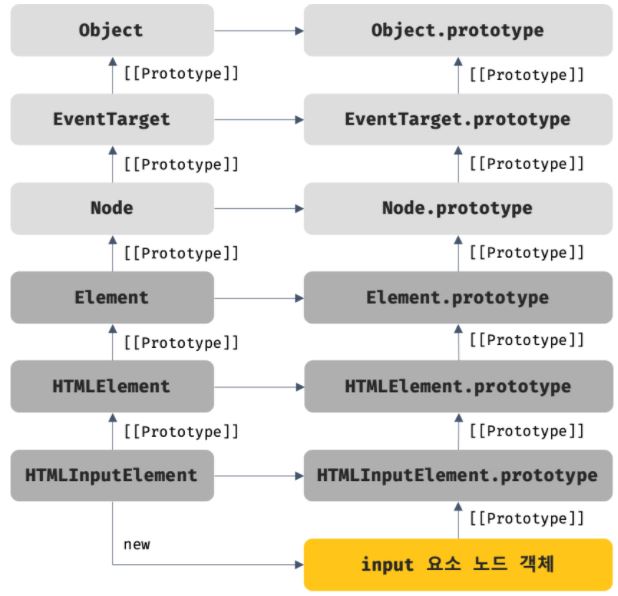 Object
Object.prototype
[[Prototype]]
[[Prototype]]
EventTarget
EventTarget.prototype
[[Prototype]]
[[Prototype]]
Node
Node.prototype
[[Prototype]]
[[Prototype]]
Element
Element.prototype
[[Prototype]]
[[Prototype]]
HTMLElement
HTMLElement.prototype
[[Prototype]]
[[Prototype]]
HTMLInputElement
HTMLInputElement.prototype
[[Prototype]]
new
input 요소 노드 객체